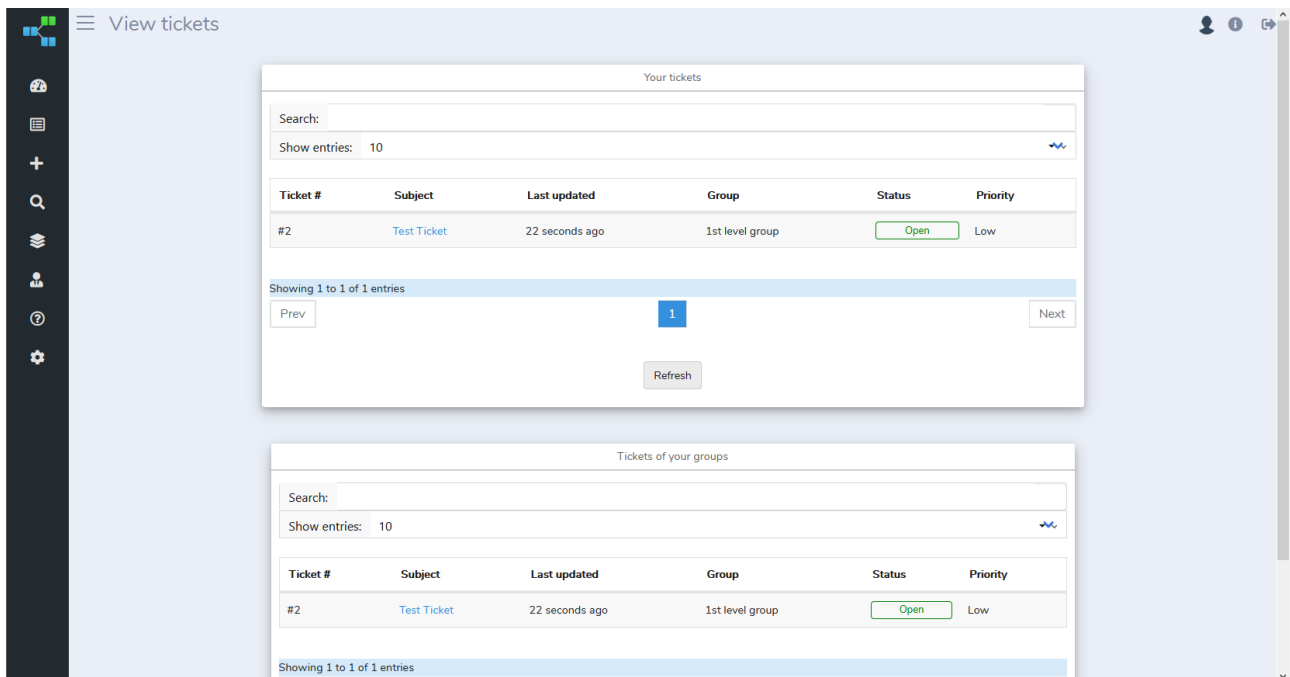 View tickets
Your tickets
Search:
Show entries: 10
Ticket # Subject Last updated Group Status Priority
#2 Test Ticket 22 seconds ago 1st level group Open Low
Showing 1 to 1 of 1 entries
Prev 1 Next
Refresh
Tickets of your groups
Search:
Show entries: 10
Ticket # Subject Last updated Group Status Priority
#2 Test Ticket 22 seconds ago 1st level group Open Low
Showing 1 to 1 of 1 entries